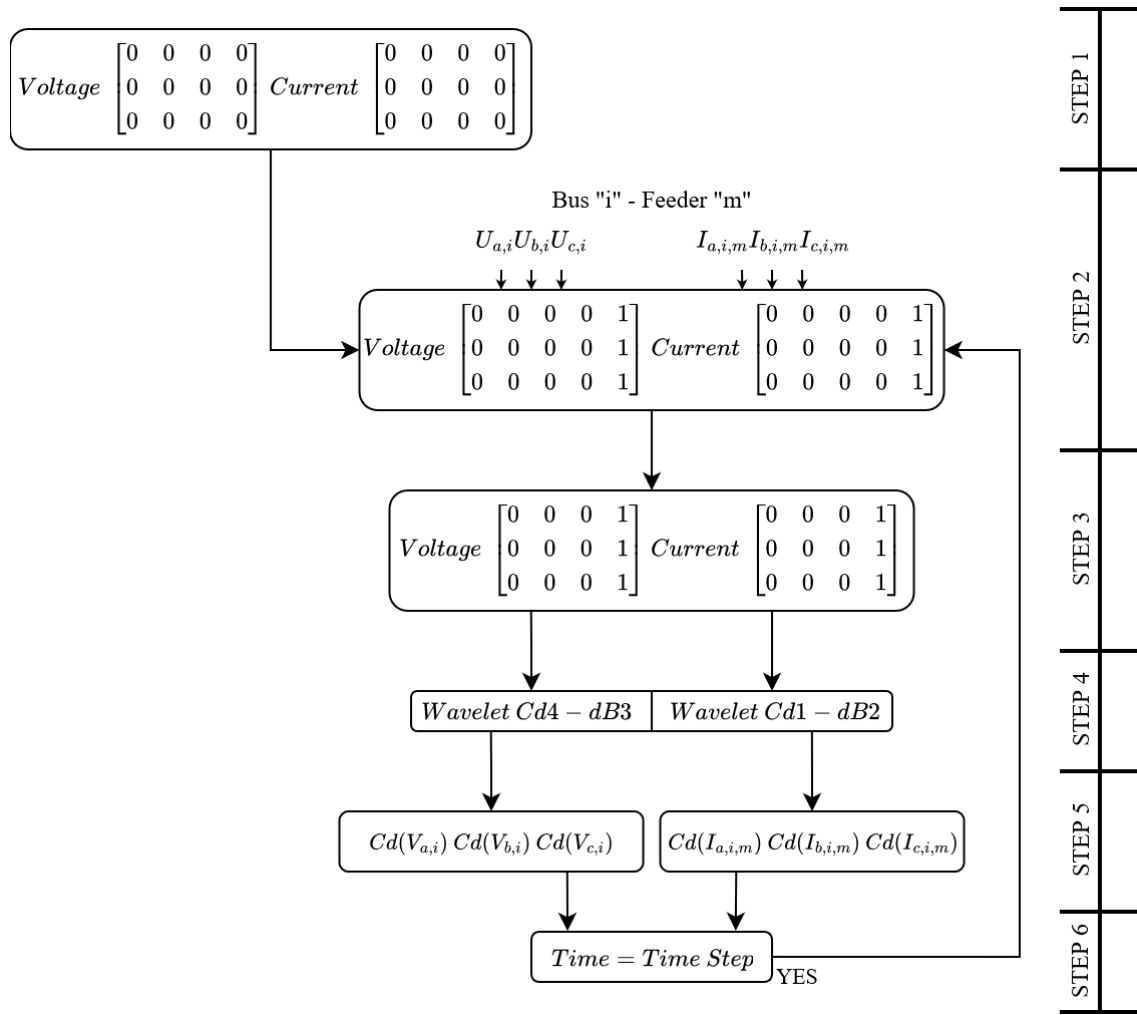 Voltage [0 0 0 0] Current [0 0 0 0]
[0 0 0 0] [0 0 0 0]
[0 0 0 0] [0 0 0 0]
STEP 1
Bus "i" - Feeder "m"
U_{a,i} U_{b,i} U_{c,i} I_{a,i,m} I_{b,i,m} I_{c,i,m}
Voltage [0 0 0 0 1] Current [0 0 0 0 1]
[0 0 0 0 1] [0 0 0 0 1]
[0 0 0 0 1] [0 0 0 0 1]
STEP 2
Voltage [0 0 0 1] Current [0 0 0 1]
[0 0 0 1] [0 0 0 1]
[0 0 0 1] [0 0 0 1]
STEP 3
Wavelet Cd4 − dB3 Wavelet Cd1 − dB2
STEP 4
Cd(V_{a,i}) Cd(V_{b,i}) Cd(V_{c,i}) Cd(I_{a,i,m}) Cd(I_{b,i,m}) Cd(I_{c,i,m})
STEP 5
Time = Time Step
YES
STEP 6